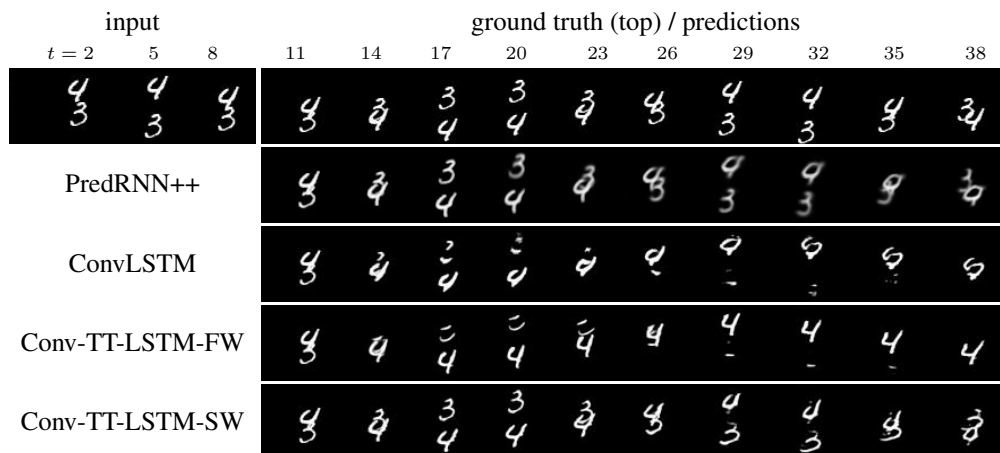 input ground truth (top) / predictions
t = 2 5 8 11 14 17 20 23 26 29 32 35 38
PredRNN++
ConvLSTM
Conv-TT-LSTM-FW
Conv-TT-LSTM-SW